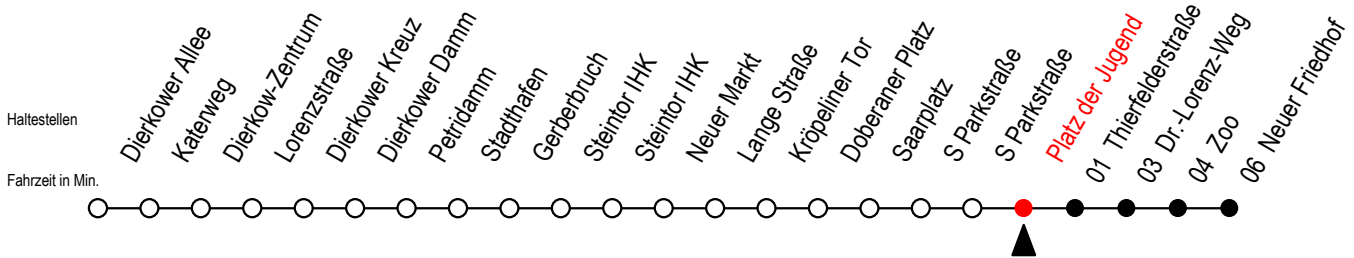 Haltestellen
Fahrzeit in Min.
Dierkower Allee
Katerweg
Dierkow-Zentrum
Lorenzstraße
Dierkower Kreuz
Dierkower Damm
Petridamm
Stadthafen
Gerberbruch
Steintor IHK
Steintor IHK
Neuer Markt
Lange Straße
Kröpeliner Tor
Doberaner Platz
Saarplatz
S Parkstraße
S Parkstraße
Platz der Jugend
01 Thierfelderstraße
03 Dr.-Lorenz-Weg
04 Zoo
06 Neuer Friedhof